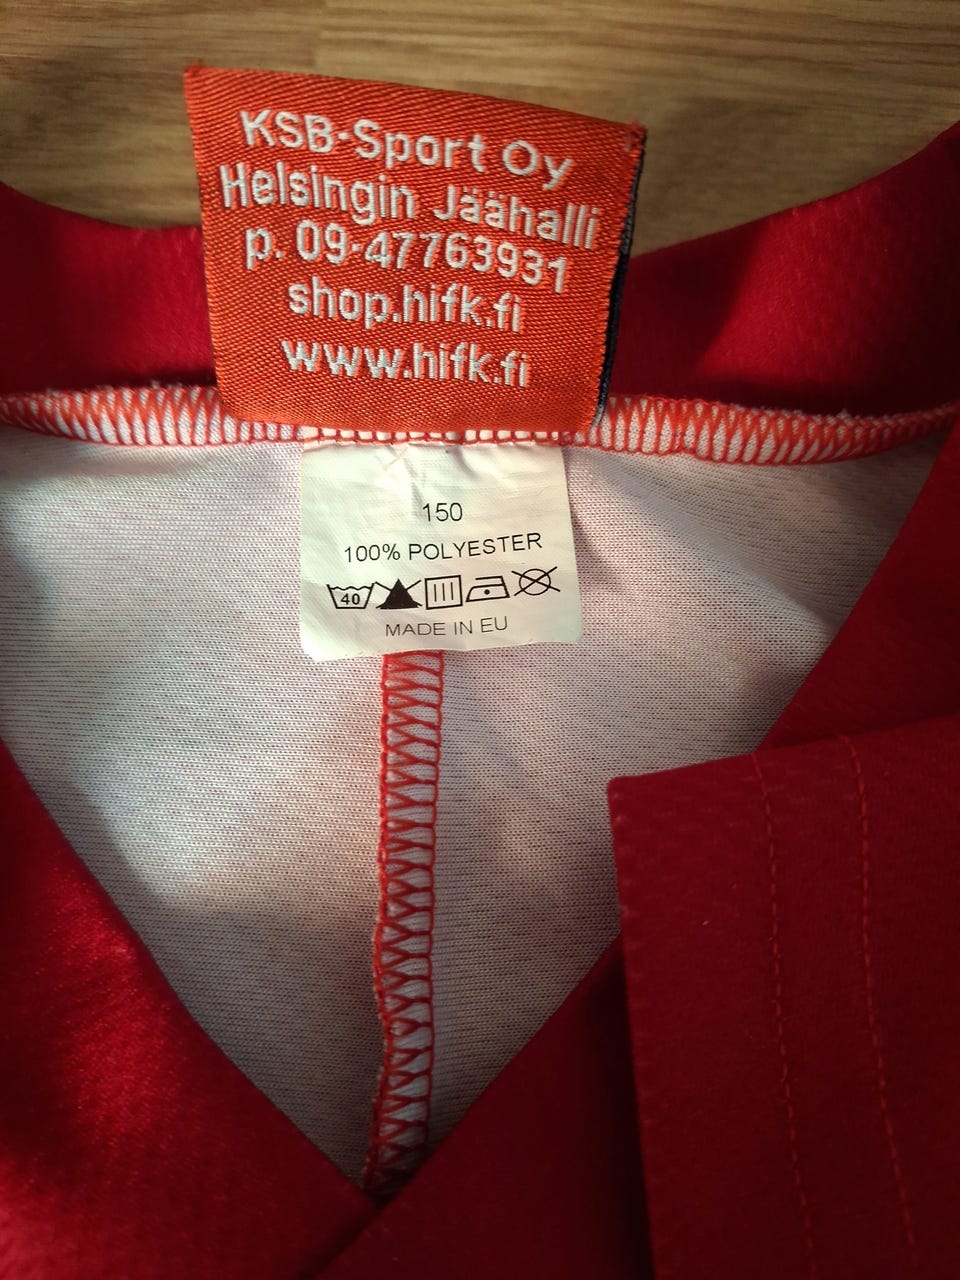 KSB-Sport Oy
Helsingin Jäähalli
p. 09-47763931
shop.hifk.fi
www.hifk.fi
150
100% POLYESTER
40
MADE IN EU